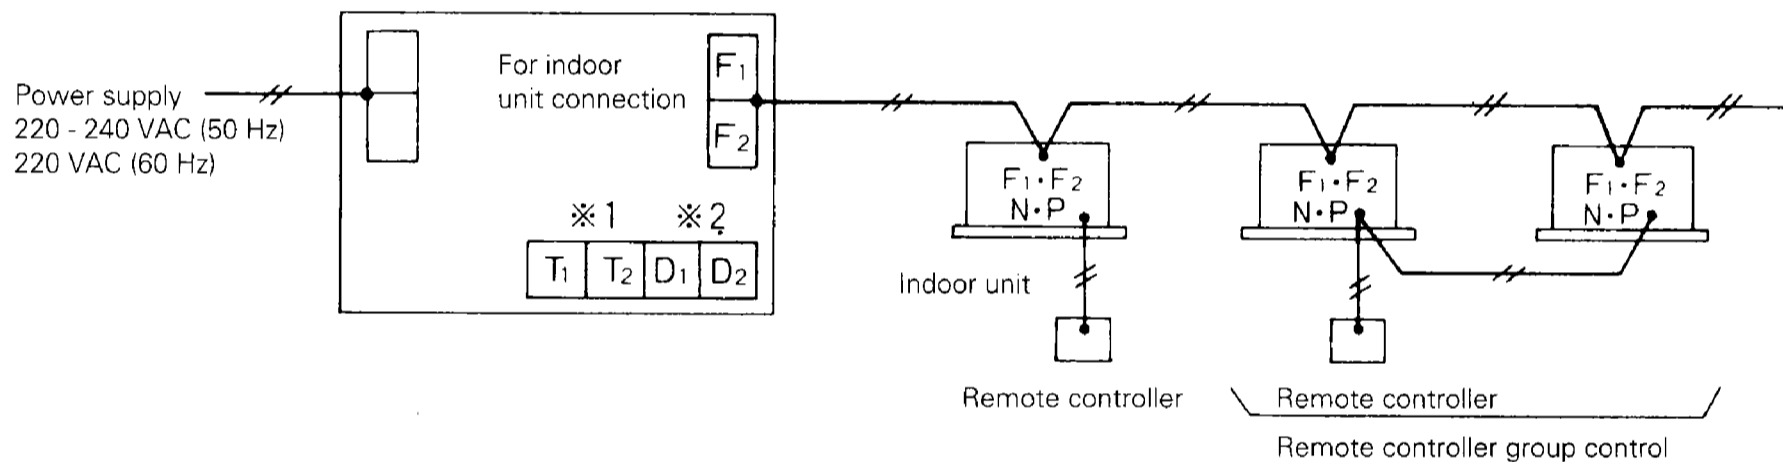 Power supply
220 - 240 VAC (50 Hz)
220 VAC (60 Hz)
For indoor
unit connection
F1
F2
※1 ※2
T1 T2 D1 D2
F1・F2
N・P
F1・F2
N・P
F1・F2
N・P
Indoor unit
Remote controller
Remote controller
Remote controller group control